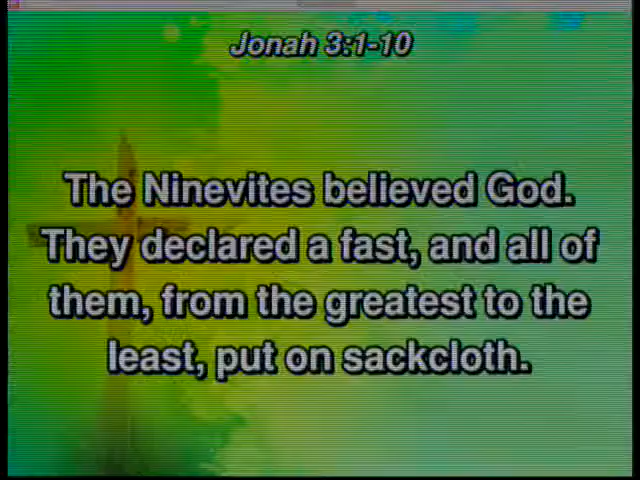 Jonah 3:1-10
The Ninevites believed God.
They declared a fast, and all of
them, from the greatest to the
least, put on sackcloth.